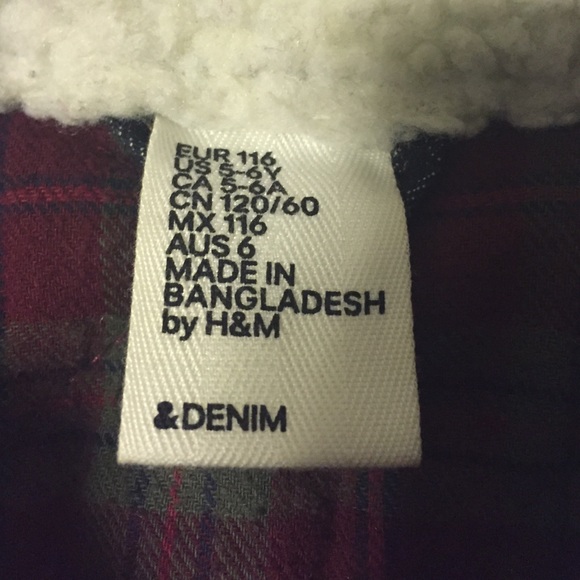 EUR 116
US 5-6Y
CA 5-6A
CN 120/60
MX 116
AUS 6
MADE IN
BANGLADESH
by H&M
&DENIM